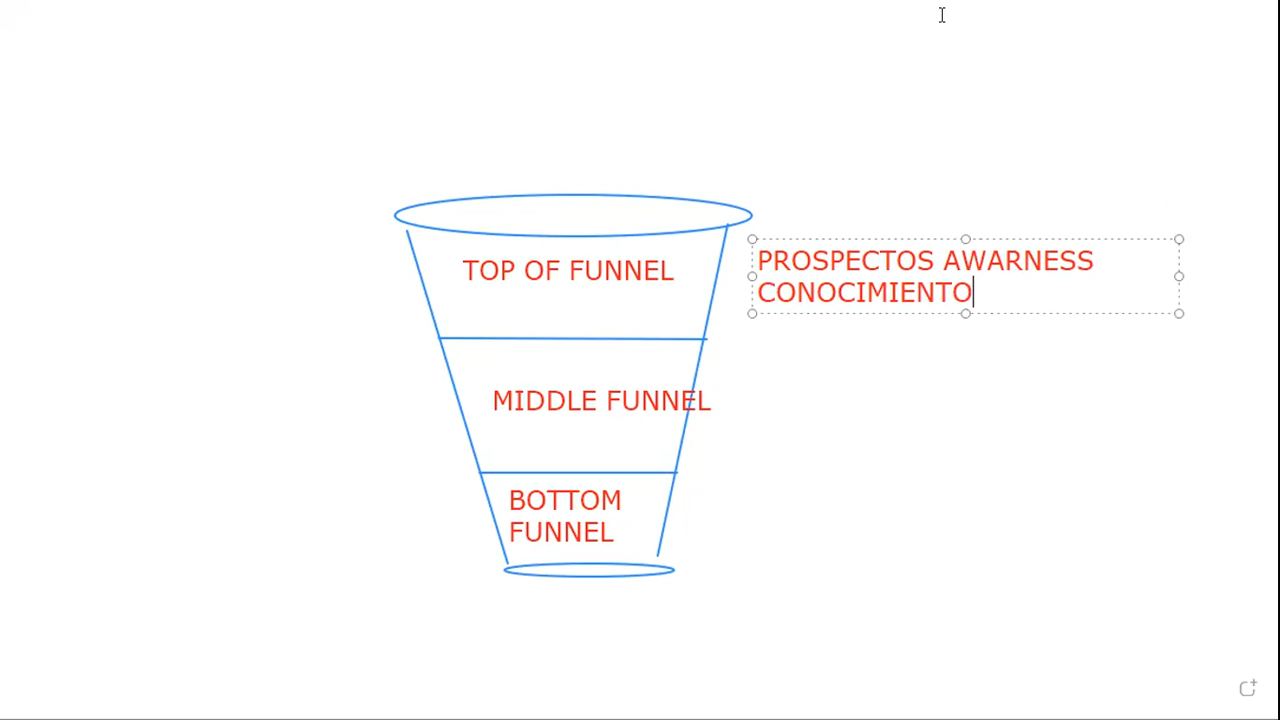 TOP OF FUNNEL
PROSPECTOS AWARNESS
CONOCIMIENTO
MIDDLE FUNNEL
BOTTOM
FUNNEL